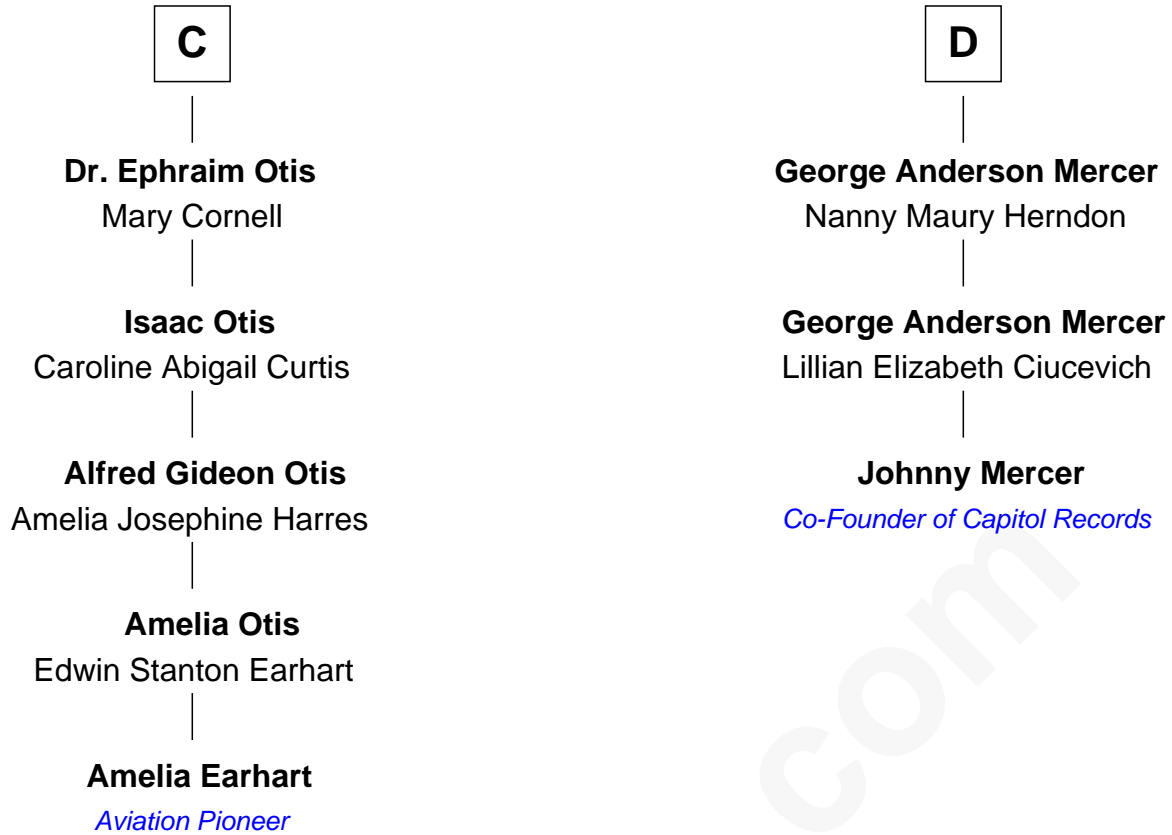 C
Dr. Ephraim Otis
Mary Cornell
Isaac Otis
Caroline Abigail Curtis
Alfred Gideon Otis
Amelia Josephine Harres
Amelia Otis
Edwin Stanton Earhart
Amelia Earhart
Aviation Pioneer
D
George Anderson Mercer
Nanny Maury Herndon
George Anderson Mercer
Lillian Elizabeth Ciucevich
Johnny Mercer
Co-Founder of Capitol Records
com